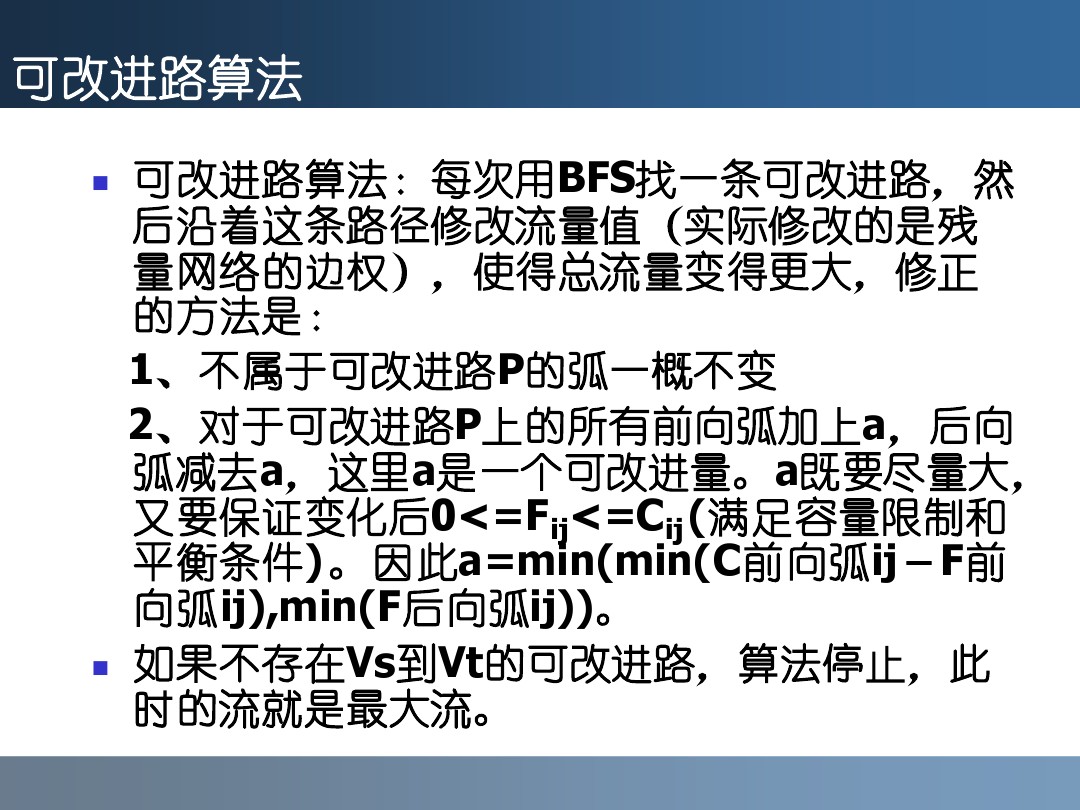 可改进路算法
■ 可改进路算法：每次用BFS找一条可改进路，然
后沿着这条路径修改流量值（实际修改的是残
量网络的边权），使得总流量变得更大，修正
的方法是：
1、不属于可改进路P的弧一概不变
2、对于可改进路P上的所有前向弧加上a，后向
弧减去a，这里a是一个可改进量。a既要尽量大，
又要保证变化后0<=Fij<=Cij(满足容量限制和
平衡条件)。因此a=min(min(C前向弧ij－F前
向弧ij),min(F后向弧ij))。
■ 如果不存在Vs到Vt的可改进路，算法停止，此
时的流就是最大流。